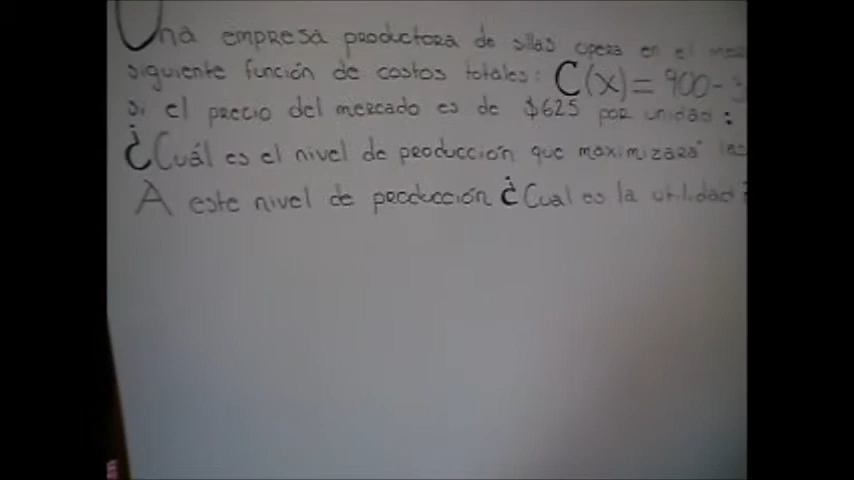 Una empresa productora de sillas opera en el
siguiente función de costos totales: C(x)= 900-
si el precio del mercado es de $625 por unidad:
¿Cuál es el nivel de producción que maximizará las
A este nivel de producción ¿Cual es la utilidad?